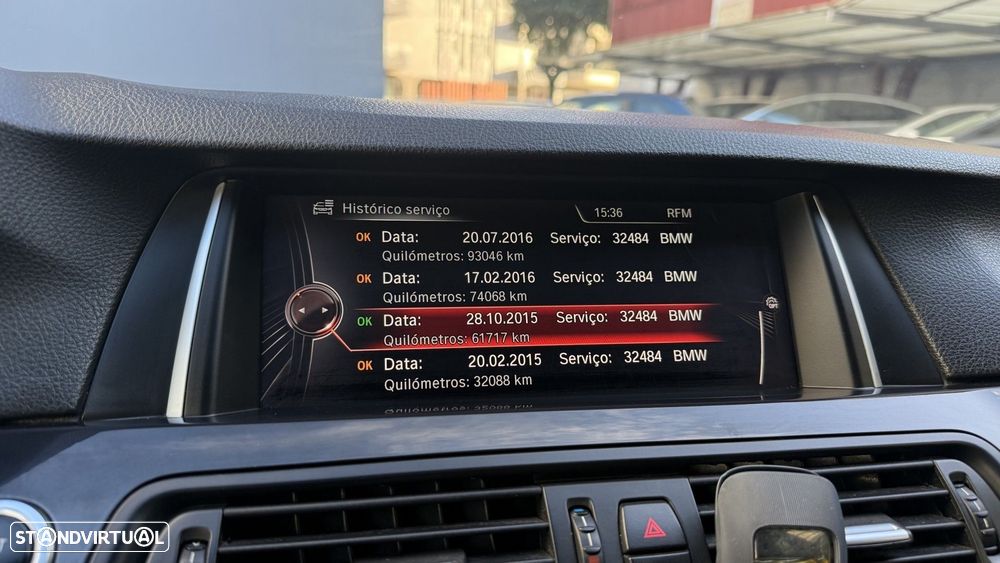 Histórico serviço 15:36 RFM
OK Data: 20.07.2016 Serviço: 32484 BMW
Quilómetros: 93046 km
OK Data: 17.02.2016 Serviço: 32484 BMW
Quilómetros: 74068 km
OK Data: 28.10.2015 Serviço: 32484 BMW
Quilómetros: 61717 km
OK Data: 20.02.2015 Serviço: 32484 BMW
Quilómetros: 32088 km
STANDVIRTUAL